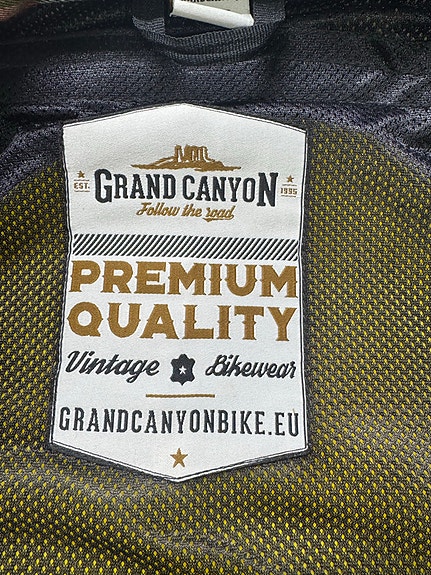 EST. GRAND CANYON 1995
Follow the road
PREMIUM
QUALITY
Vintage Bikewear
GRANDCANYONBIKE.EU